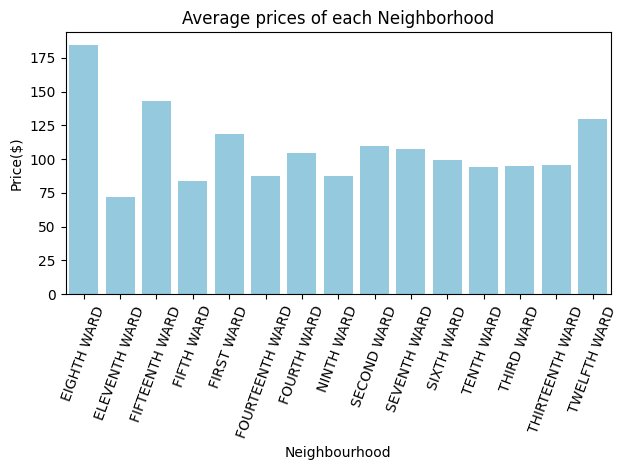 Average prices of each Neighborhood
Price($)
175
150
125
100
75
50
25
0
EIGHTH WARD
ELEVENTH WARD
FIFTEENTH WARD
FIFTH WARD
FIRST WARD
FOURTEENTH WARD
FOURTH WARD
NINTH WARD
SECOND WARD
SEVENTH WARD
SIXTH WARD
TENTH WARD
THIRD WARD
THIRTEENTH WARD
TWELFTH WARD
Neighbourhood